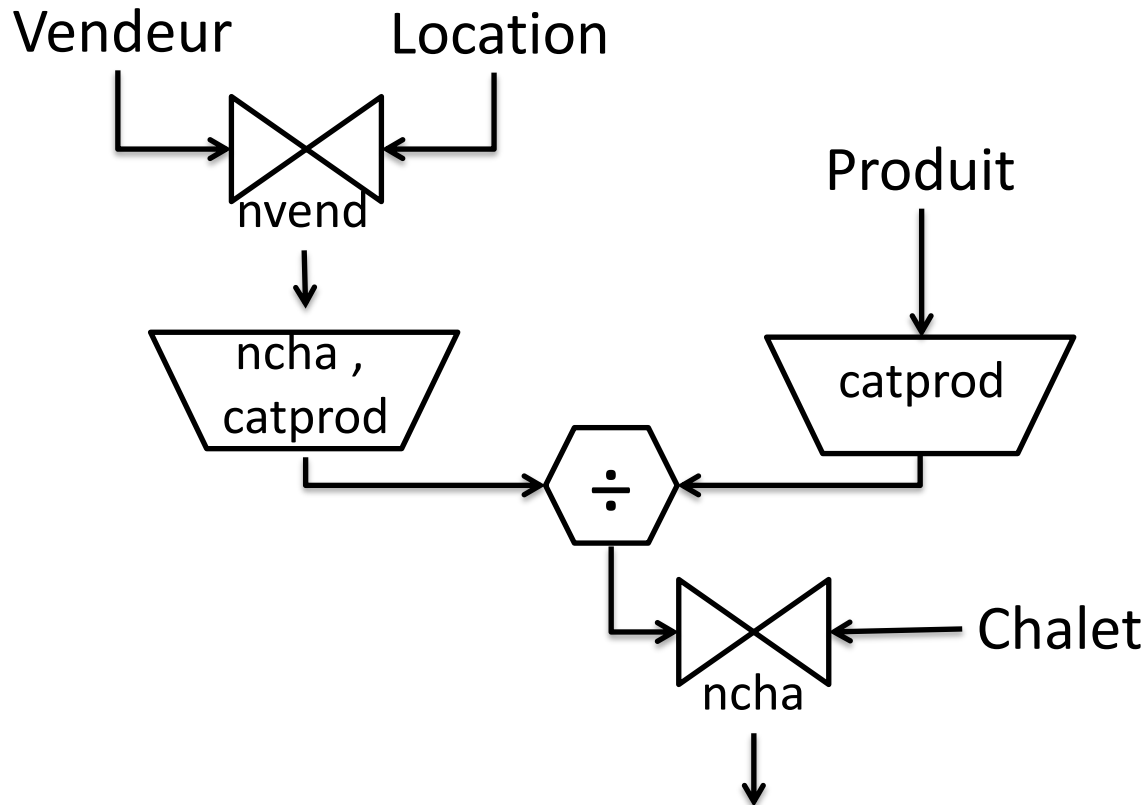 Vendeur
Location
nvend
Produit
ncha ,
catprod
catprod
÷
Chalet
ncha